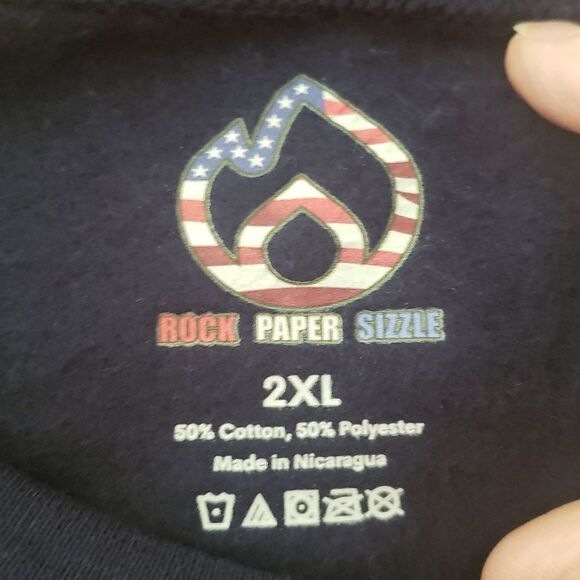 ROCK PAPER SIZZLE
2XL
50% Cotton, 50% Polyester
Made in Nicaragua